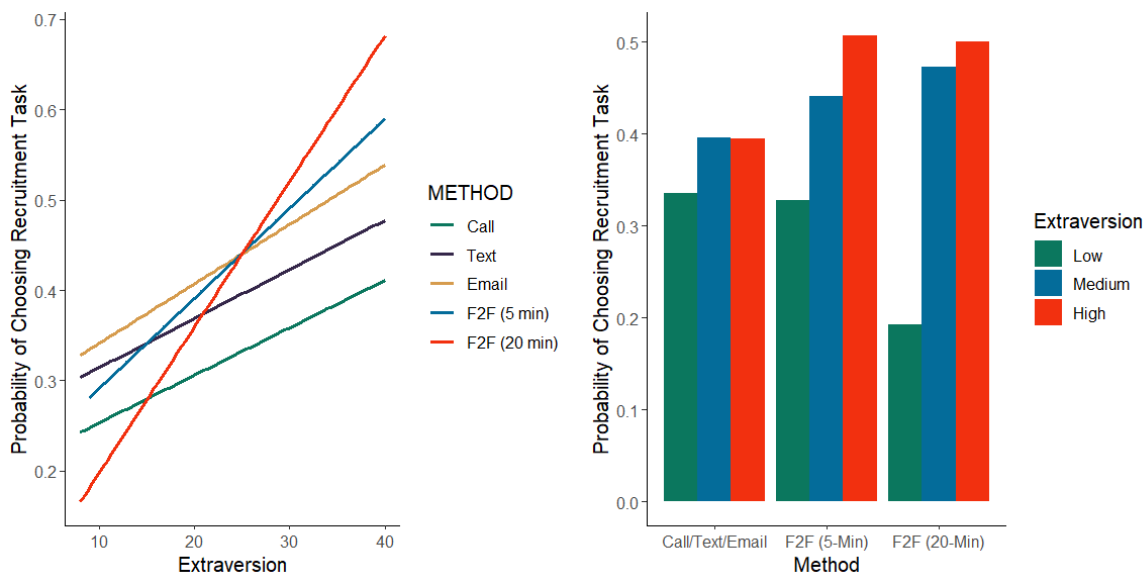 Probability of Choosing Recruitment Task
0.7
0.6
0.5
0.4
0.3
0.2
10 20 30 40
Extraversion
METHOD
Call
Text
Email
F2F (5 min)
F2F (20 min)
Probability of Choosing Recruitment Task
0.5
0.4
0.3
0.2
0.1
0.0
Call/Text/Email F2F (5-Min) F2F (20-Min)
Method
Extraversion
Low
Medium
High